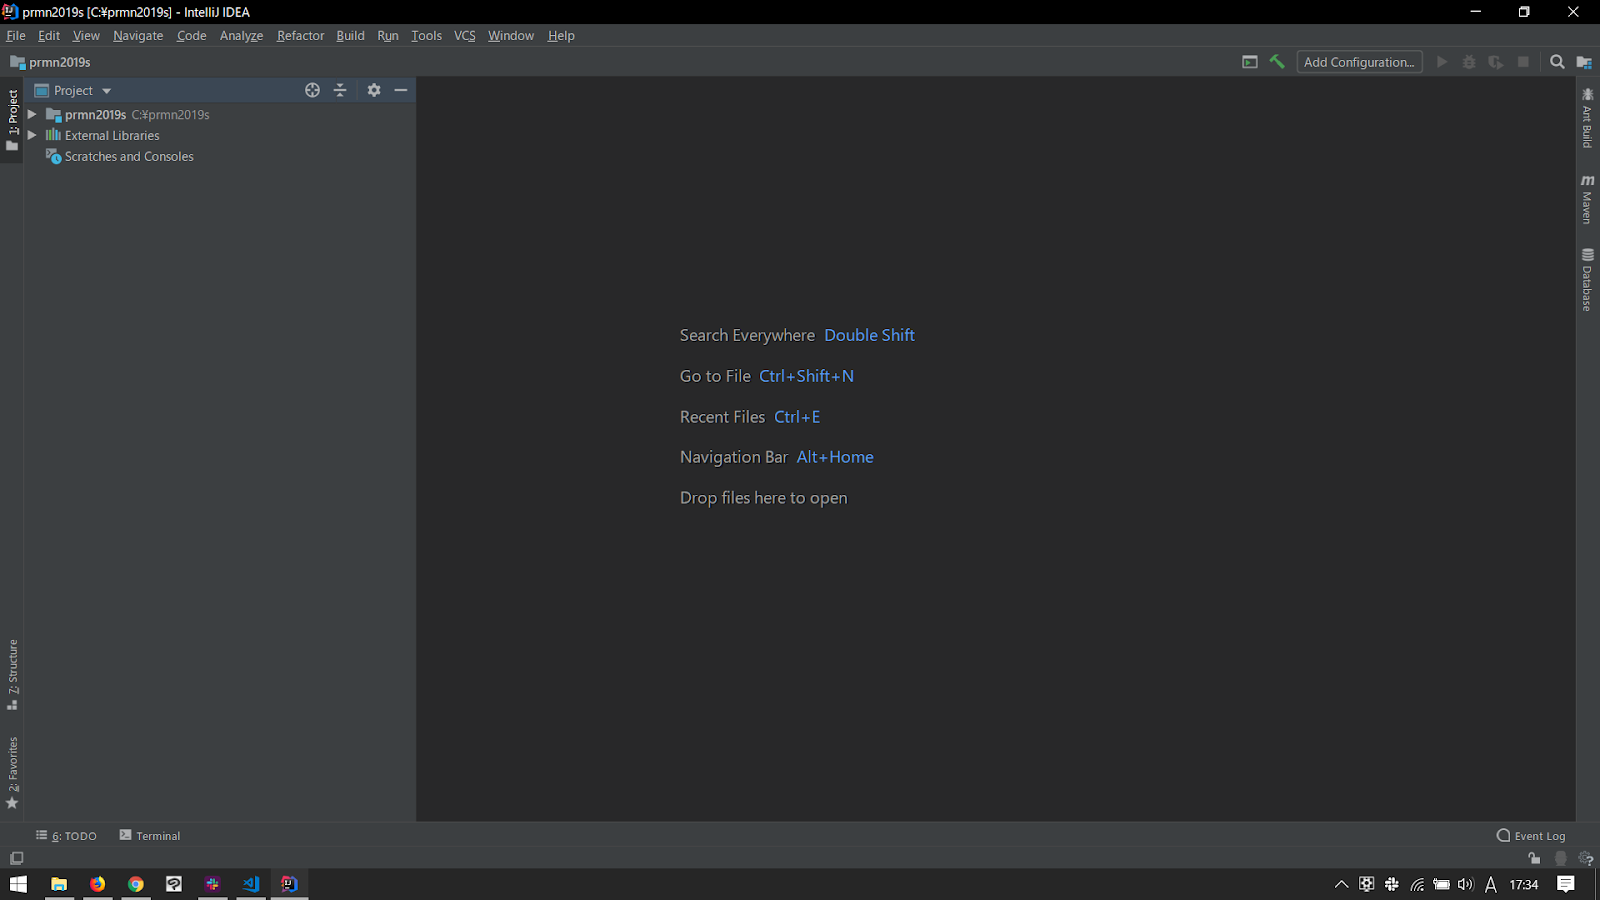 prmn2019s [C:¥prmn2019s] - IntelliJ IDEA
File Edit View Navigate Code Analyze Refactor Build Run Tools VCS Window Help
prmn2019s
Add Configuration...
1: Project
Project
prmn2019s C:¥prmn2019s
External Libraries
Scratches and Consoles
Search Everywhere Double Shift
Go to File Ctrl+Shift+N
Recent Files Ctrl+E
Navigation Bar Alt+Home
Drop files here to open
Ant Build
m Maven
Database
7: Structure
2: Favorites
6: TODO
Terminal
Event Log
A
17:34